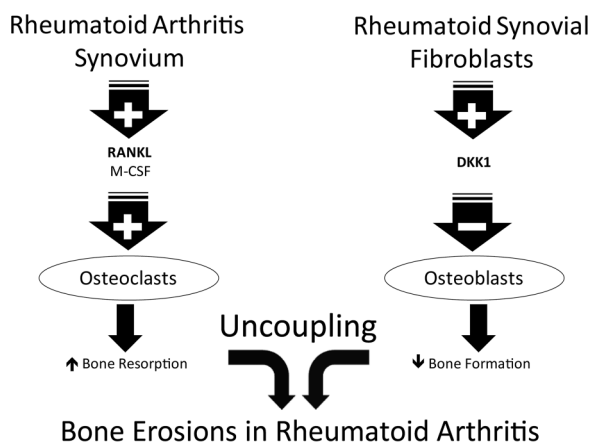 Rheumatoid Arthritis
Synovium
RANKL
M-CSF
Osteoclasts
↑ Bone Resorption
Rheumatoid Synovial
Fibroblasts
DKK1
Osteoblasts
↓ Bone Formation
Uncoupling
Bone Erosions in Rheumatoid Arthritis